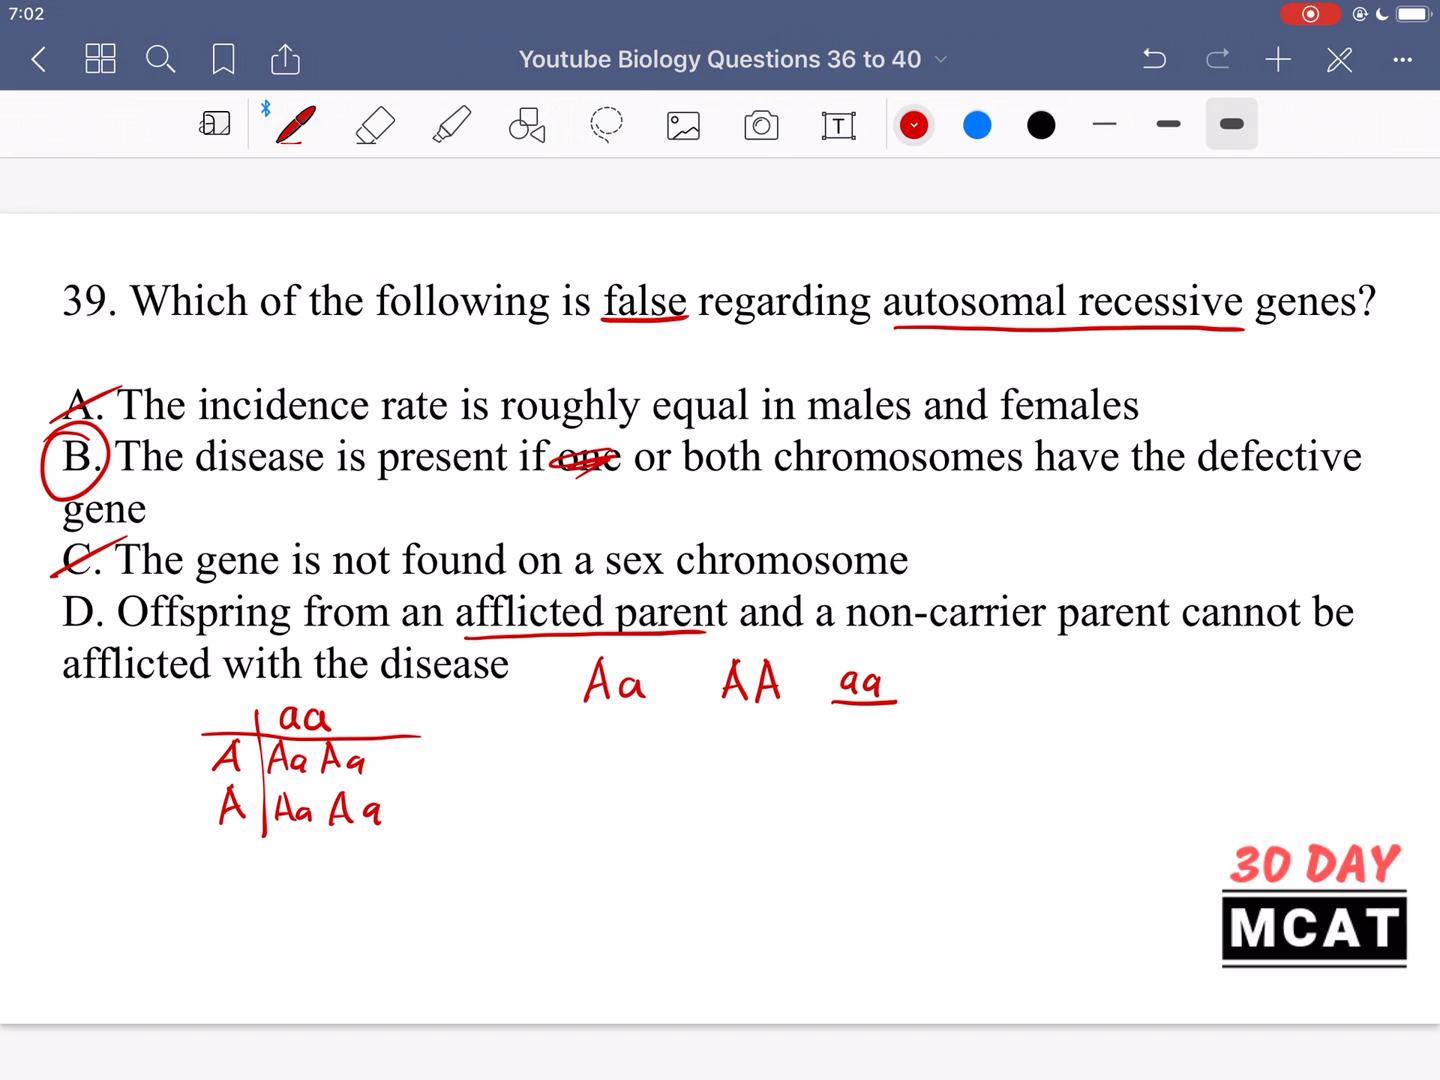 7:02
Youtube Biology Questions 36 to 40
T
39. Which of the following is false regarding autosomal recessive genes?
A. The incidence rate is roughly equal in males and females
B. The disease is present if one or both chromosomes have the defective
gene
C. The gene is not found on a sex chromosome
D. Offspring from an afflicted parent and a non-carrier parent cannot be
afflicted with the disease
Aa AA aa
aa
A Aa Aa
A Aa Aa
30 DAY
MCAT